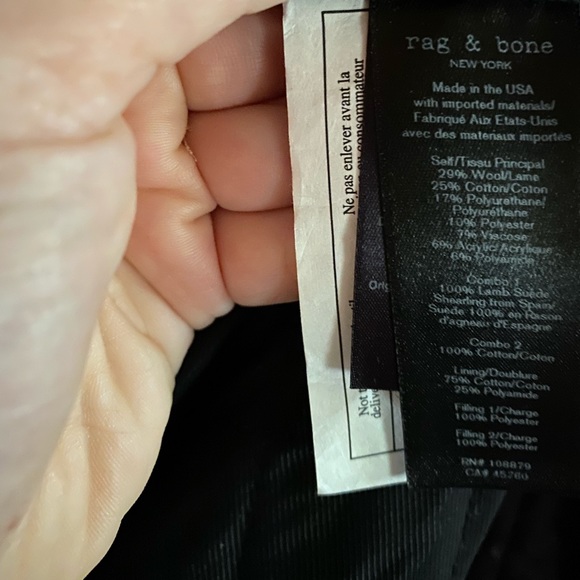 rag & bone
NEW YORK
Made in the USA
with imported materials/
Fabriqué Aux Etats-Unis
avec des materiaux importés
Self/Tissu Principal
29% Wool/Laine
25% Cotton/Coton
17% Polyurethane/
Polyuréthane
10% Polyester
7% Viscose
6% Acrylic/Acrylique
6% Polyamide
Combo 1
100% Lamb Suede
Shearling from Spain/
Suède 100% en Rason
d'agneau d'Espagne
Combo 2
100% Cotton/Coton
Lining/Doublure
75% Cotton/Coton
25% Polyamide
Filling 1/Charge
100% Polyester
Filling 2/Charge
100% Polyester
RN# 108879
CA#
Ne pas enlever avant la
au consommateur
Orig
Not
delive